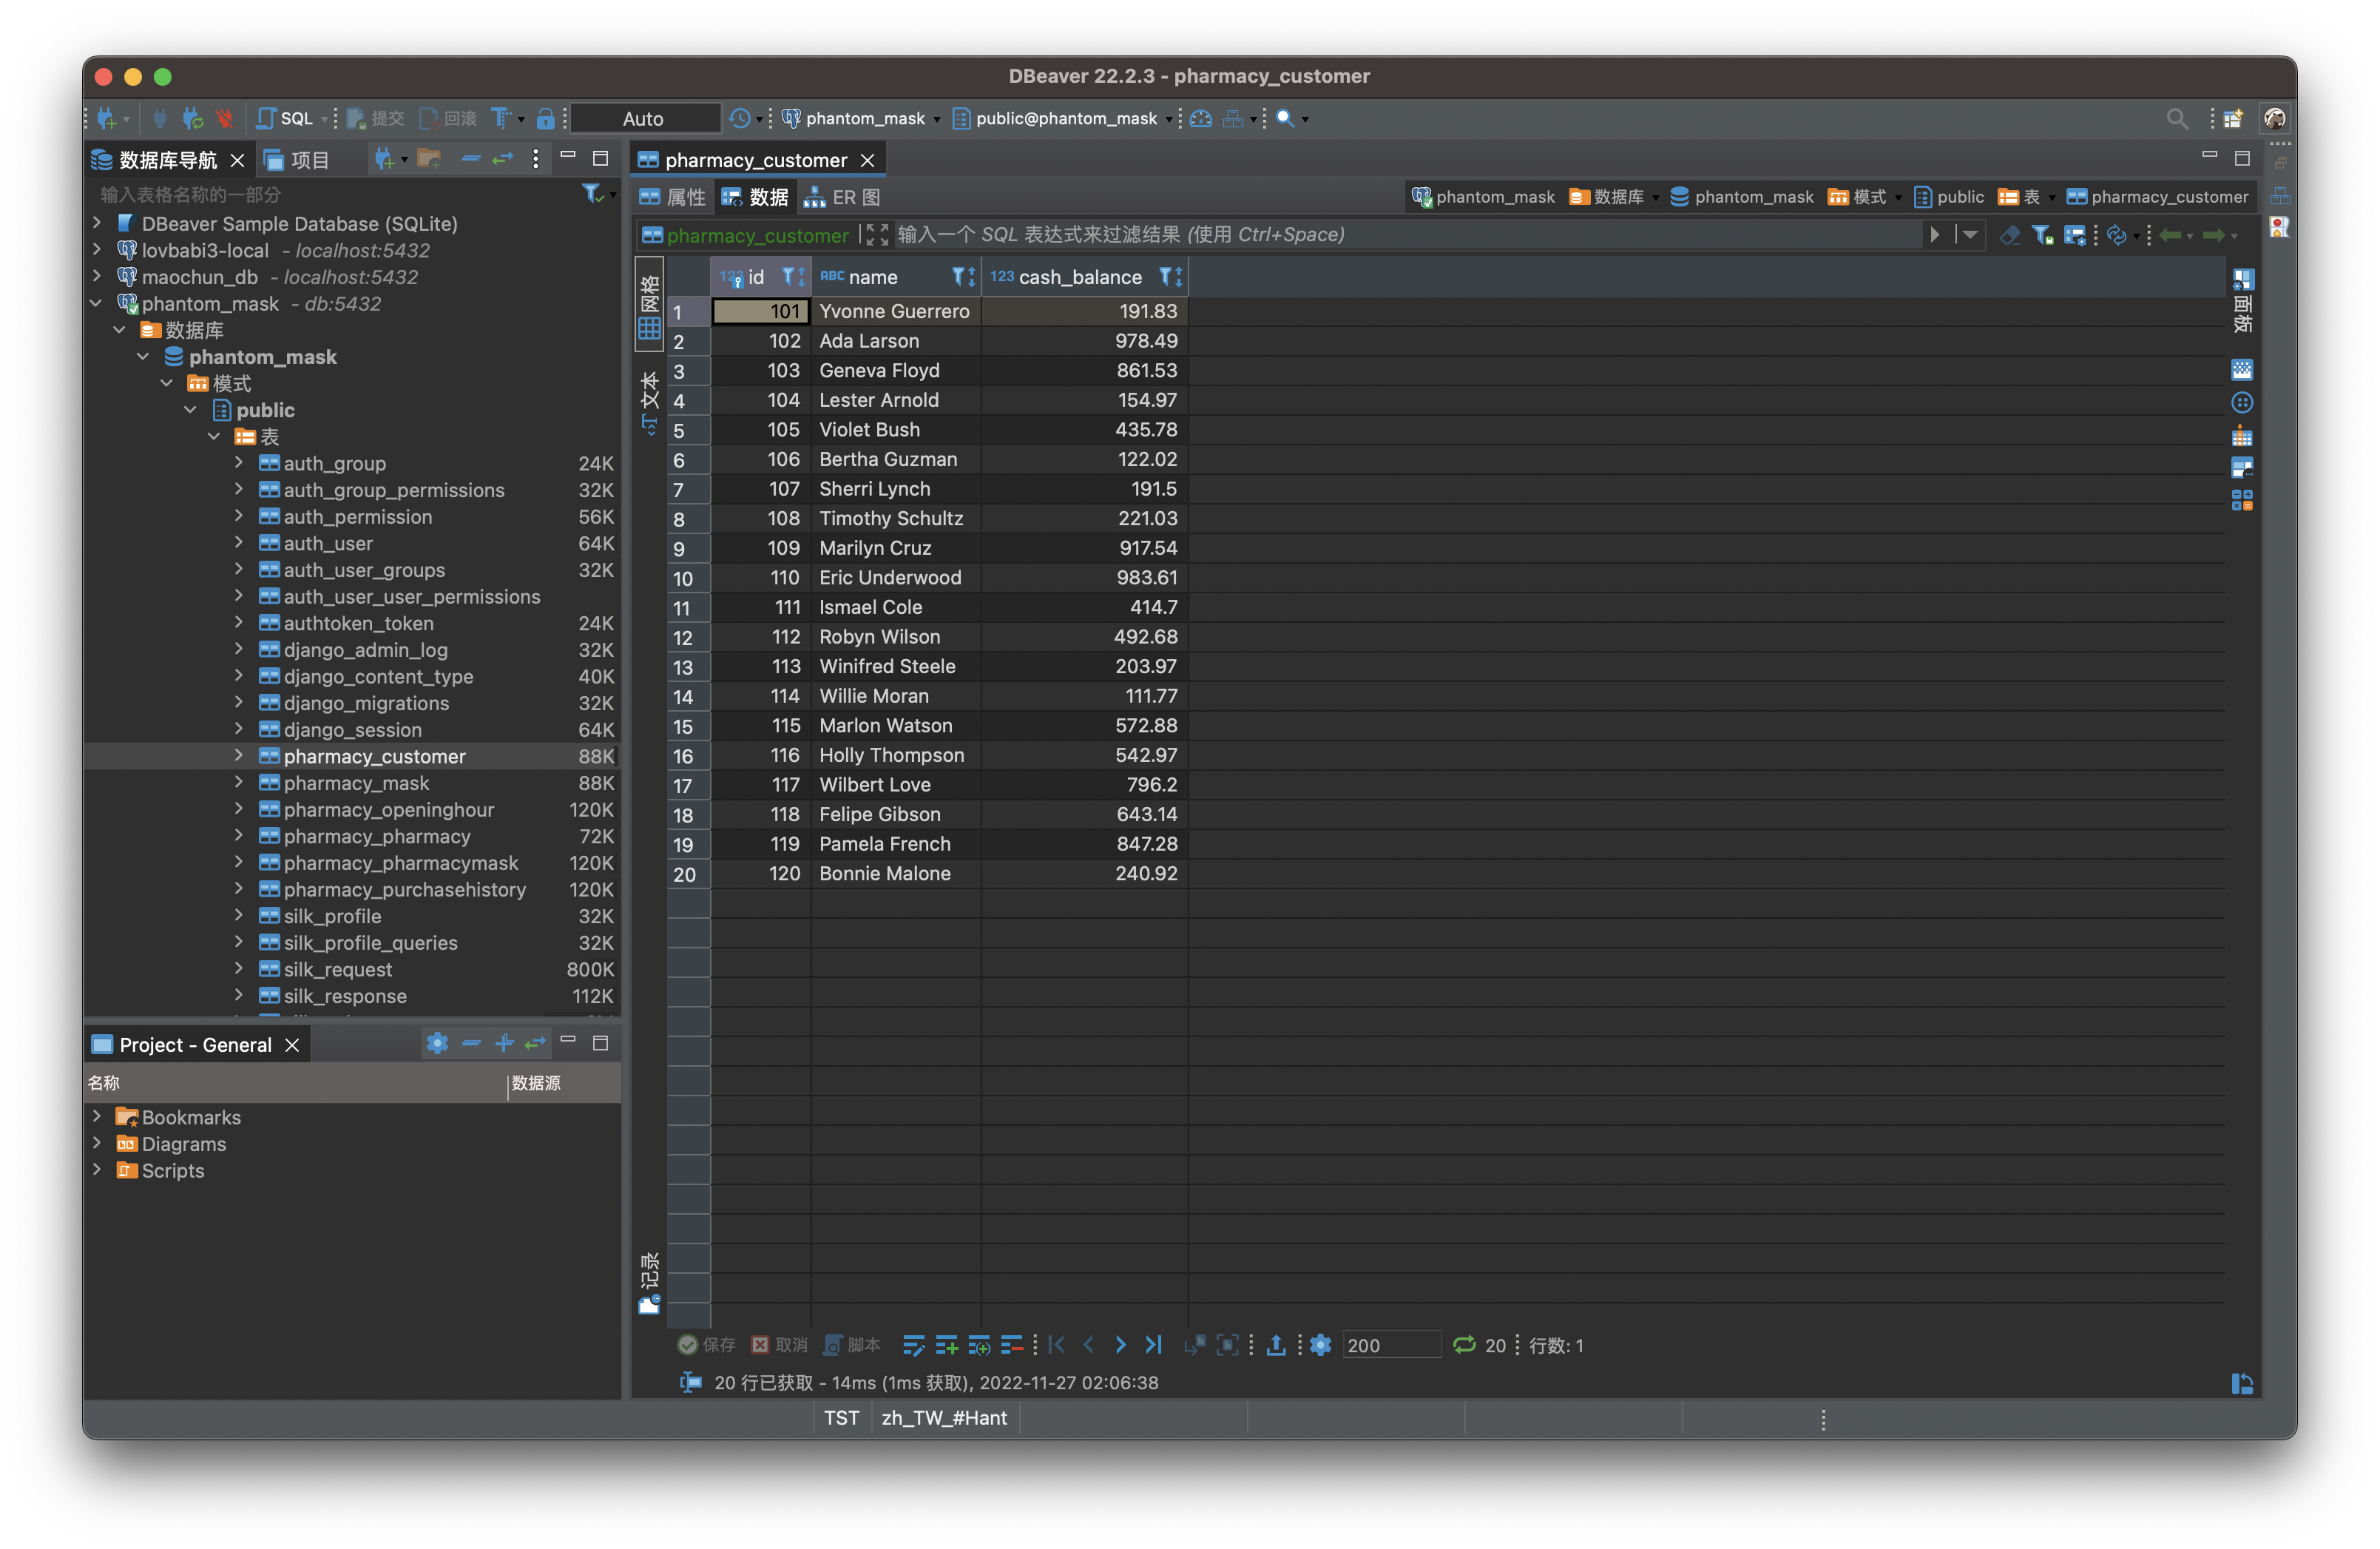 DBeaver 22.2.3 - pharmacy_customer
SQL 提交 回滚 Auto phantom_mask public@phantom_mask
数据库导航 项目
输入表格名称的一部分
DBeaver Sample Database (SQLite)
lovbabi3-local - localhost:5432
maochun_db - localhost:5432
phantom_mask - db:5432
数据库
phantom_mask
模式
public
表
auth_group 24K
auth_group_permissions 32K
auth_permission 56K
auth_user 64K
auth_user_groups 32K
auth_user_user_permissions
authtoken_token 24K
django_admin_log 32K
django_content_type 40K
django_migrations 32K
django_session 64K
pharmacy_customer 88K
pharmacy_mask 88K
pharmacy_openinghour 120K
pharmacy_pharmacy 72K
pharmacy_pharmacymask 120K
pharmacy_purchasehistory 120K
silk_profile 32K
silk_profile_queries 32K
silk_request 800K
silk_response 112K
Project - General
名称 数据源
Bookmarks
Diagrams
Scripts
pharmacy_customer
属性 数据 ER 图 phantom_mask 数据库 phantom_mask 模式 public 表 pharmacy_customer
pharmacy_customer 输入一个 SQL 表达式来过滤结果 (使用 Ctrl+Space)
网格
文本
记录
123 id ABC name 123 cash_balance
1 101 Yvonne Guerrero 191.83
2 102 Ada Larson 978.49
3 103 Geneva Floyd 861.53
4 104 Lester Arnold 154.97
5 105 Violet Bush 435.78
6 106 Bertha Guzman 122.02
7 107 Sherri Lynch 191.5
8 108 Timothy Schultz 221.03
9 109 Marilyn Cruz 917.54
10 110 Eric Underwood 983.61
11 111 Ismael Cole 414.7
12 112 Robyn Wilson 492.68
13 113 Winifred Steele 203.97
14 114 Willie Moran 111.77
15 115 Marlon Watson 572.88
16 116 Holly Thompson 542.97
17 117 Wilbert Love 796.2
18 118 Felipe Gibson 643.14
19 119 Pamela French 847.28
20 120 Bonnie Malone 240.92
保存 取消 脚本 200 20 行数: 1
20 行已获取 - 14ms (1ms 获取), 2022-11-27 02:06:38
TST zh_TW_#Hant